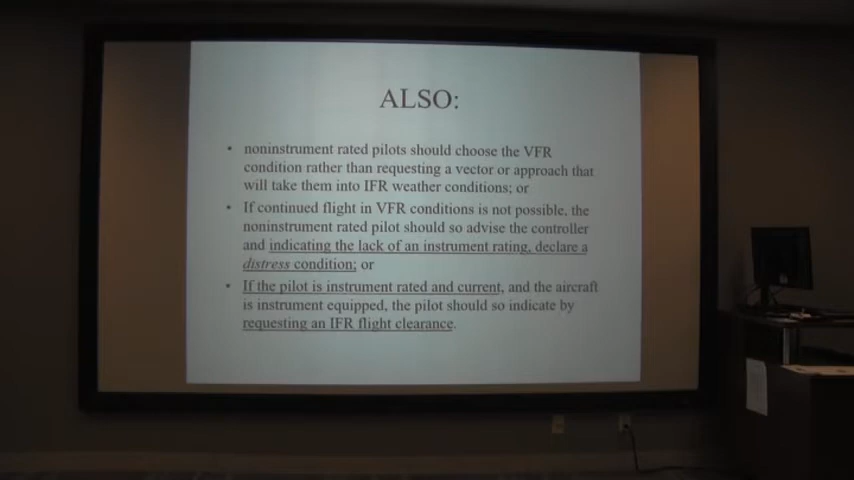 ALSO:
• noninstrument rated pilots should choose the VFR
condition rather than requesting a vector or approach that
will take them into IFR weather conditions; or
• If continued flight in VFR conditions is not possible, the
noninstrument rated pilot should so advise the controller
and indicating the lack of an instrument rating, declare a
distress condition; or
• If the pilot is instrument rated and current, and the aircraft
is instrument equipped, the pilot should so indicate by
requesting an IFR flight clearance.